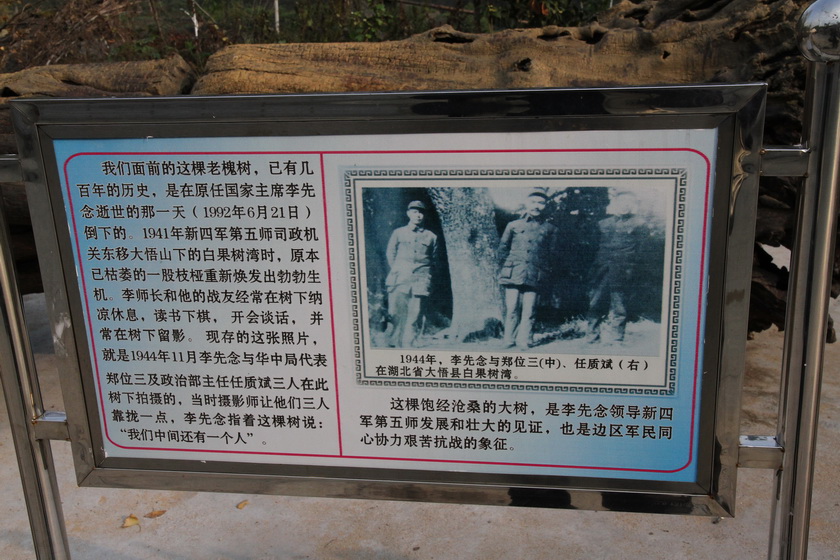 我们面前的这棵老槐树，已有几
百年的历史，是在原任国家主席李先
念逝世的那一天（1992年6月21日）
倒下的。1941年新四军第五师司政机
关东移大悟山下的白果树湾时，原本
已枯萎的一股枝桠重新焕发出勃勃生
机。李师长和他的战友经常在树下纳
凉休息，读书下棋， 开会谈话， 并
常在树下留影。 现存的这张照片，
就是1944年11月李先念与华中局代表
郑位三及政治部主任任质斌三人在此
树下拍摄的，当时摄影师让他们三人
靠拢一点，李先念指着这棵树说：
“我们中间还有一个人”。
1944年，李先念与郑位三(中)、任质斌（右）
在湖北省大悟县白果树湾。
这棵饱经沧桑的大树，是李先念领导新四
军第五师发展和壮大的见证，也是边区军民同
心协力艰苦抗战的象征。